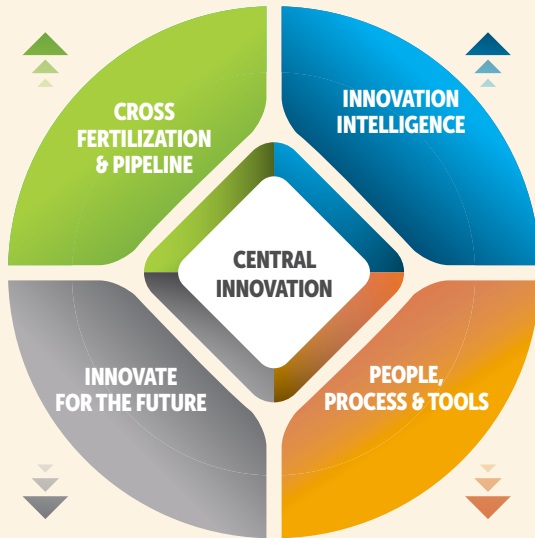 CROSS
FERTILIZATION
& PIPELINE
INNOVATION
INTELLIGENCE
CENTRAL
INNOVATION
INNOVATE
FOR THE FUTURE
PEOPLE,
PROCESS & TOOLS